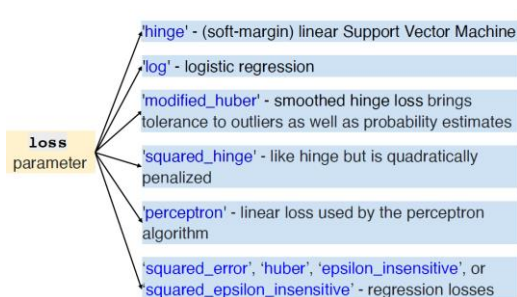 'hinge' - (soft-margin) linear Support Vector Machine
'log' - logistic regression
'modified_huber' - smoothed hinge loss brings
tolerance to outliers as well as probability estimates
loss
parameter
'squared_hinge' - like hinge but is quadratically
penalized
'perceptron' - linear loss used by the perceptron
algorithm
‘squared_error’, ‘huber’, ‘epsilon_insensitive’, or
‘squared_epsilon_insensitive’ - regression losses